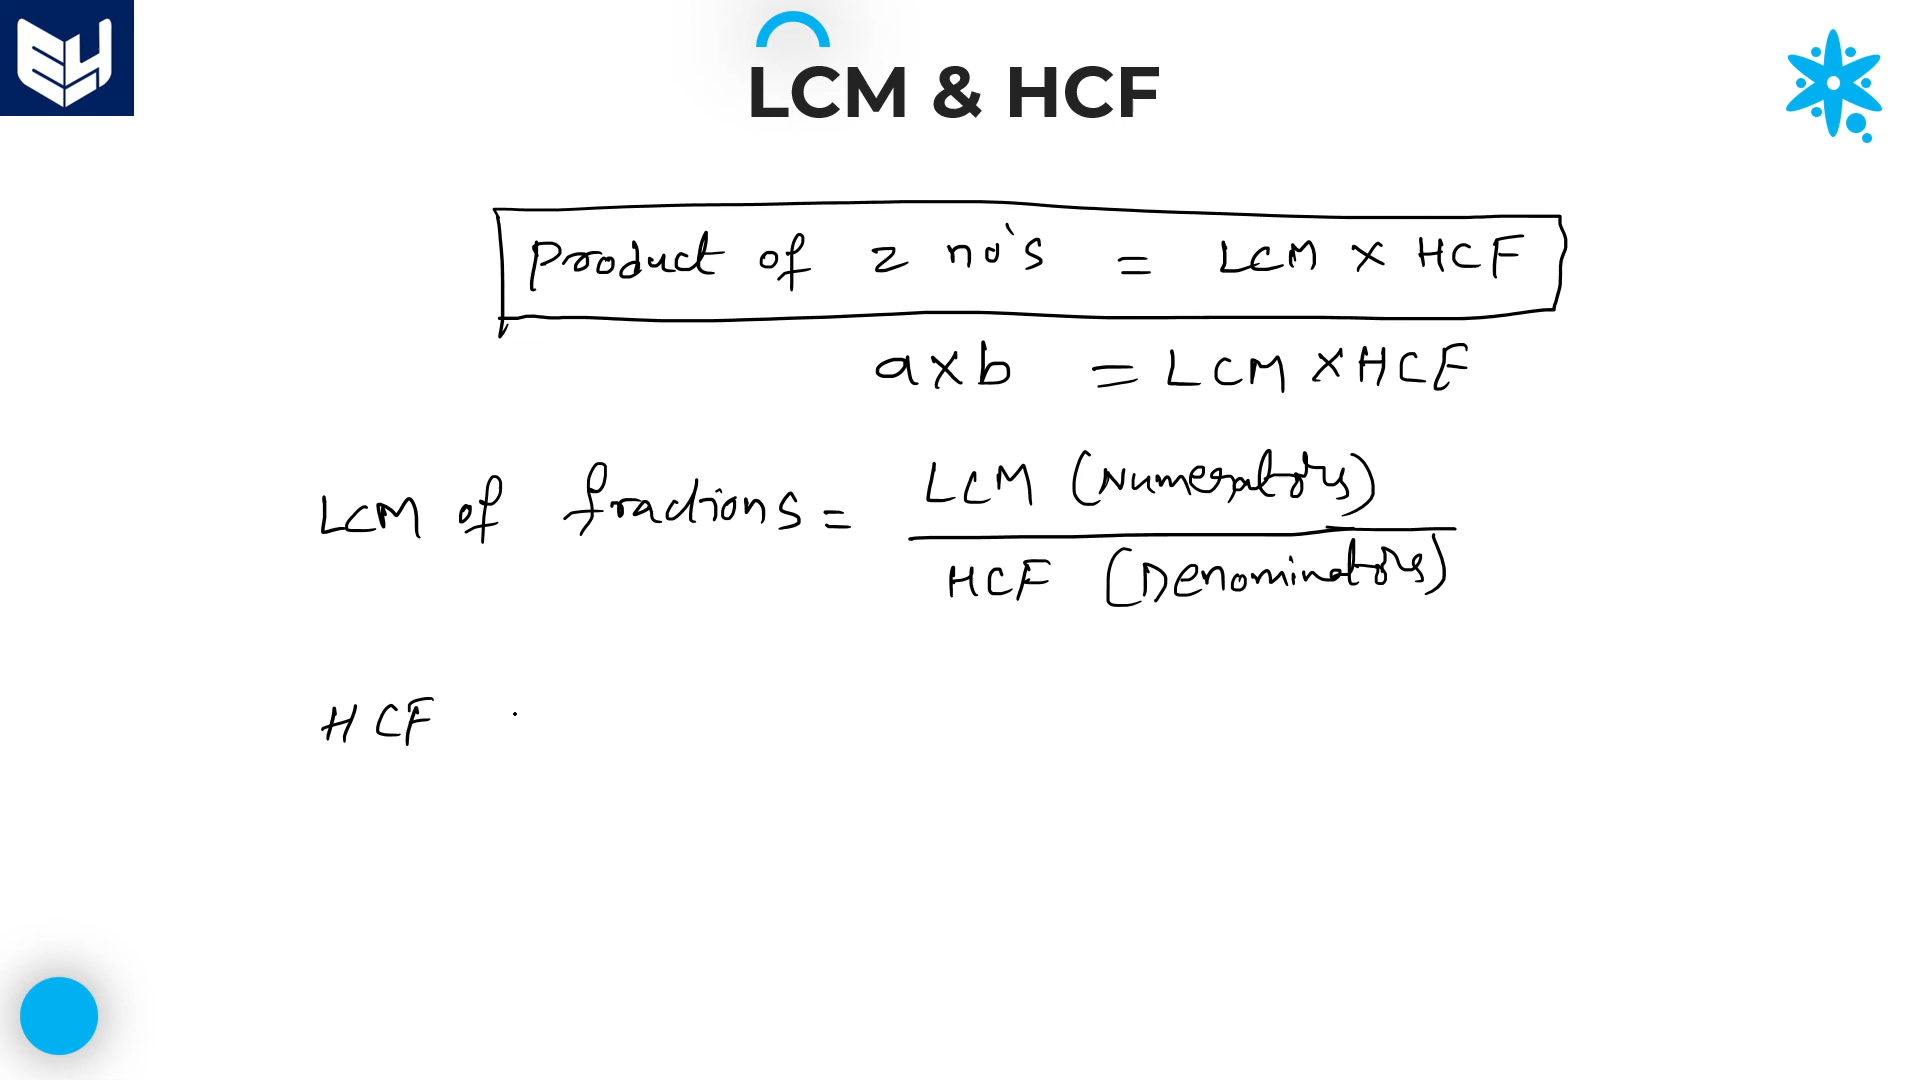 LCM & HCF
Product of 2 no's = LCM x HCF
a x b = LCM x HCF
LCM of fractions = LCM (Numerators)
HCF (Denominators)
HCF